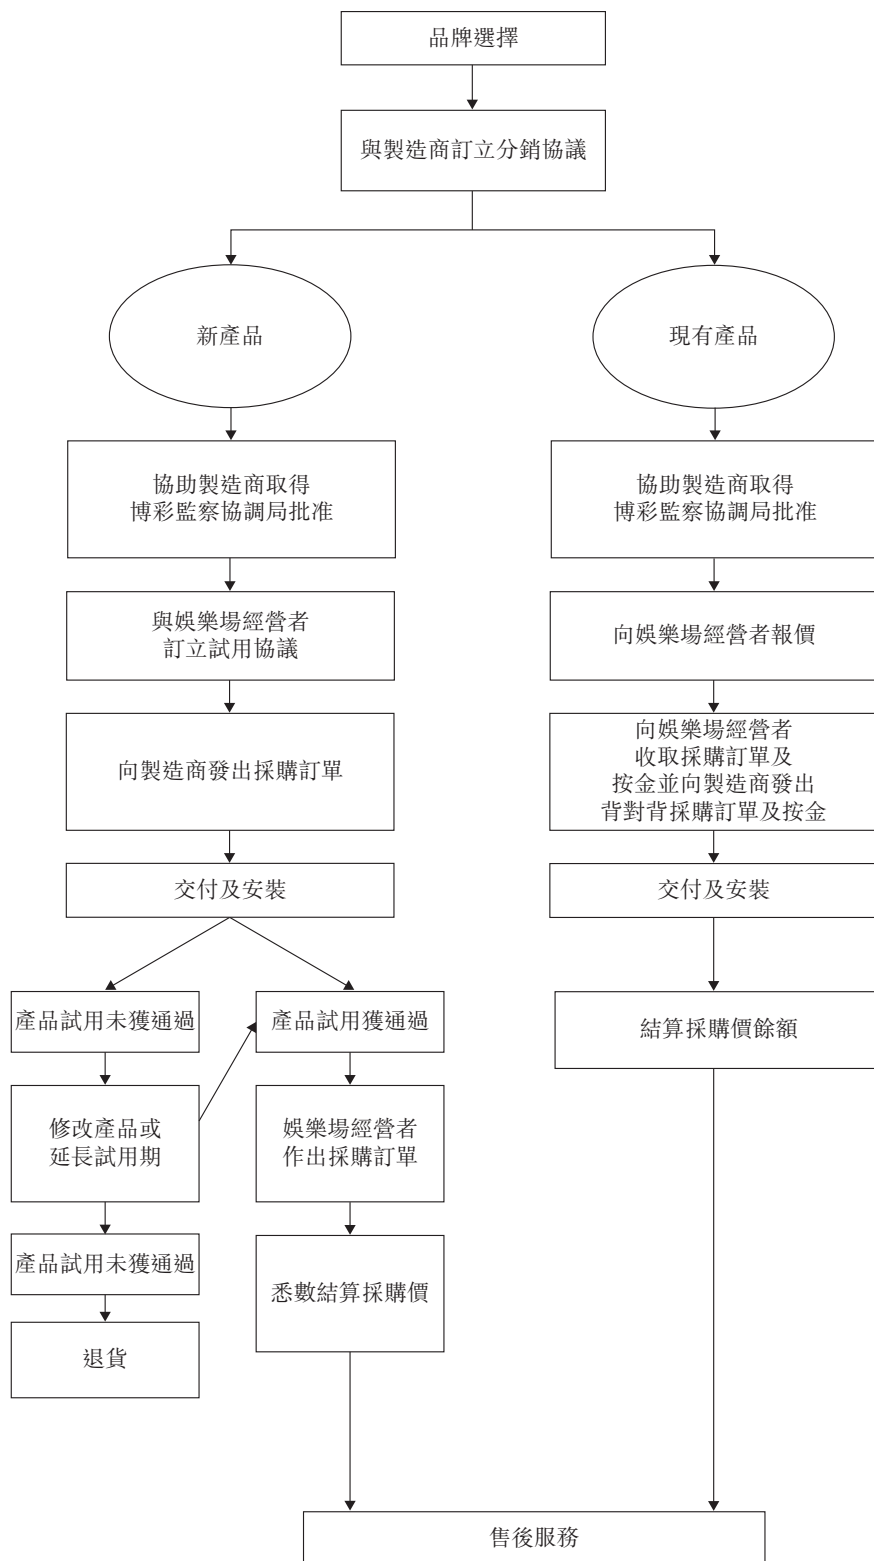 品牌選擇
與製造商訂立分銷協議
新產品
現有產品
協助製造商取得
博彩監察協調局批准
協助製造商取得
博彩監察協調局批准
與娛樂場經營者
訂立試用協議
向娛樂場經營者報價
向製造商發出採購訂單
向娛樂場經營者
收取採購訂單及
按金並向製造商發出
背對背採購訂單及按金
交付及安裝
交付及安裝
產品試用未獲通過
產品試用獲通過
結算採購價餘額
修改產品或
延長試用期
娛樂場經營者
作出採購訂單
產品試用未獲通過
悉數結算採購價
退貨
售後服務